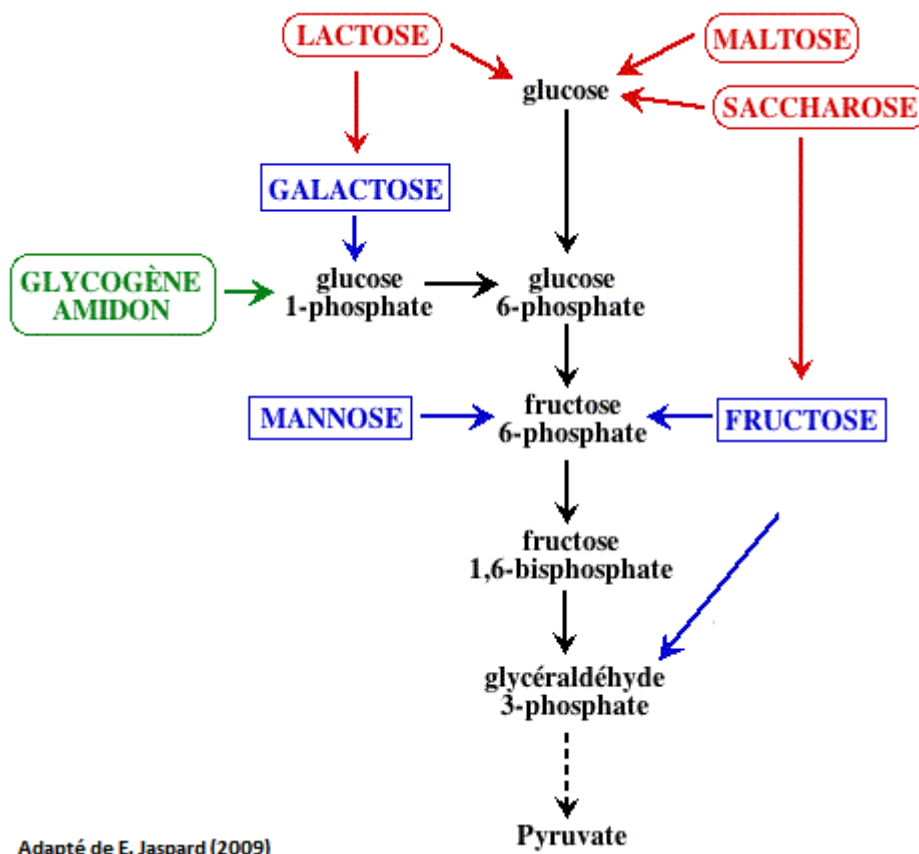 LACTOSE
MALTOSE
glucose
SACCHAROSE
GALACTOSE
GLYCOGÈNE
AMIDON
glucose
1-phosphate
glucose
6-phosphate
MANNOSE
fructose
6-phosphate
FRUCTOSE
fructose
1,6-bisphosphate
glycéraldéhyde
3-phosphate
Pyruvate
Adapté de E. Jaspard (2009)